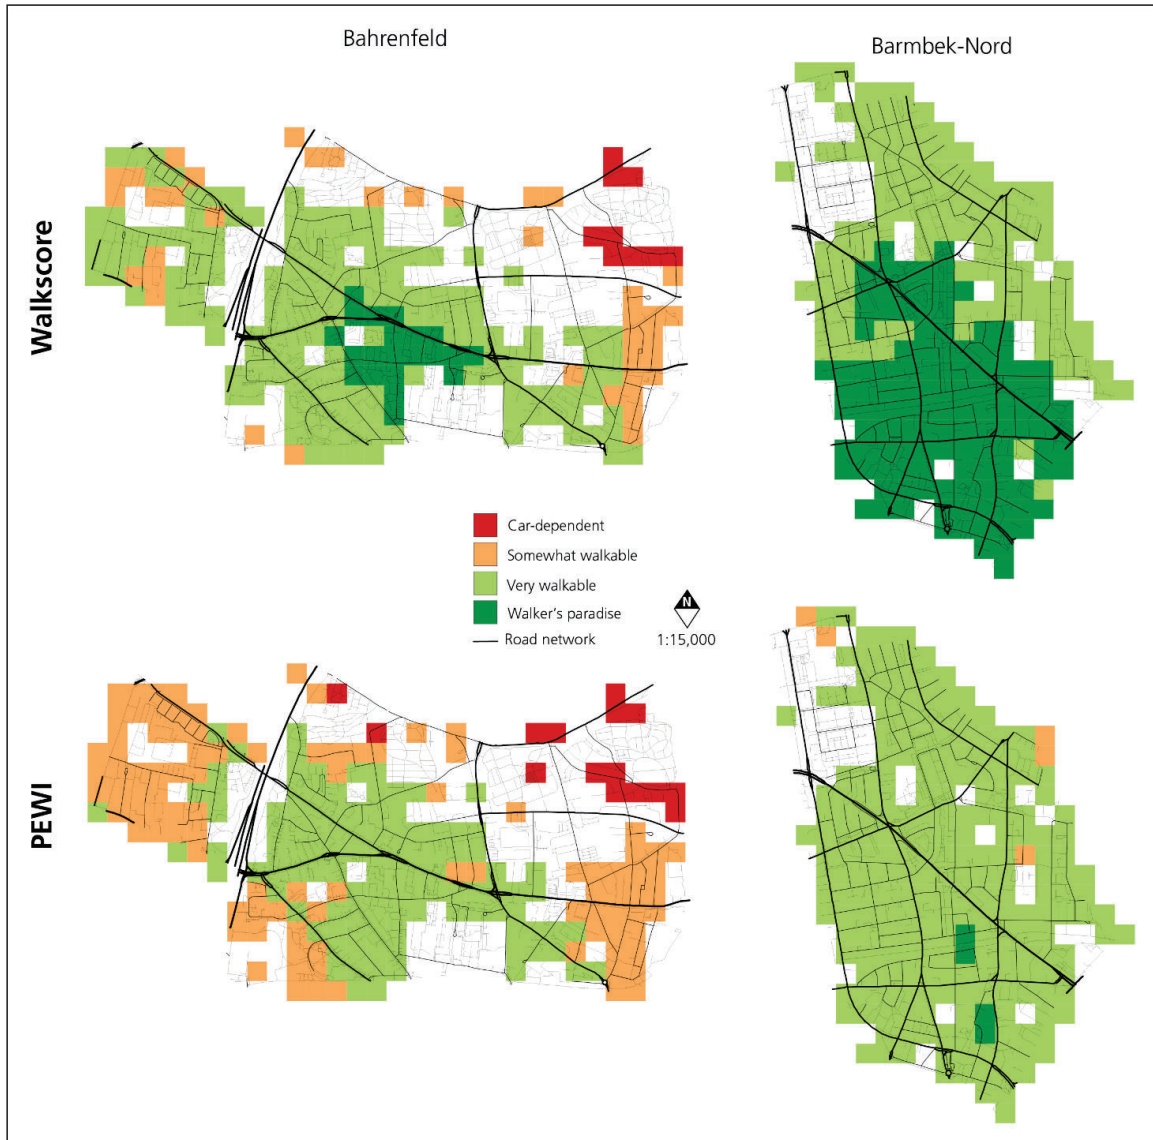 Bahrenfeld
Barmbek-Nord
Walkscore
Car-dependent
Somewhat walkable
Very walkable
Walker's paradise
Road network
N
1:15,000
PEWI